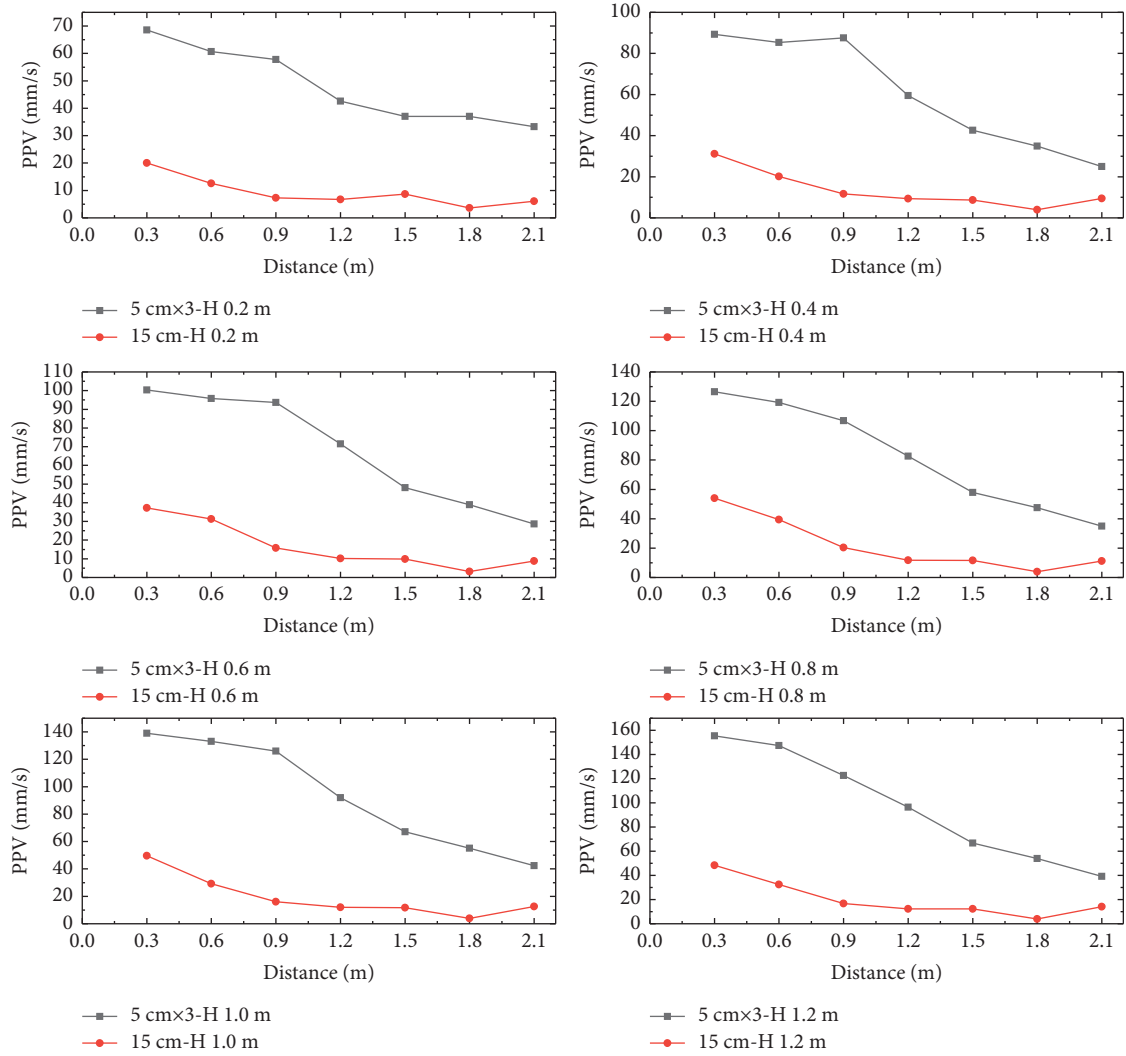 70
60
50
40
30
20
10
0
PPV (mm/s)
0.0 0.3 0.6 0.9 1.2 1.5 1.8 2.1
Distance (m)
5 cm×3-H 0.2 m
15 cm-H 0.2 m
100
80
60
40
20
0
PPV (mm/s)
0.0 0.3 0.6 0.9 1.2 1.5 1.8 2.1
Distance (m)
5 cm×3-H 0.4 m
15 cm-H 0.4 m
110
100
90
80
70
60
50
40
30
20
10
0
PPV (mm/s)
0.0 0.3 0.6 0.9 1.2 1.5 1.8 2.1
Distance (m)
5 cm×3-H 0.6 m
15 cm-H 0.6 m
140
120
100
80
60
40
20
0
PPV (mm/s)
0.0 0.3 0.6 0.9 1.2 1.5 1.8 2.1
Distance (m)
5 cm×3-H 0.8 m
15 cm-H 0.8 m
140
120
100
80
60
40
20
0
PPV (mm/s)
0.0 0.3 0.6 0.9 1.2 1.5 1.8 2.1
Distance (m)
5 cm×3-H 1.0 m
15 cm-H 1.0 m
160
140
120
100
80
60
40
20
0
PPV (mm/s)
0.0 0.3 0.6 0.9 1.2 1.5 1.8 2.1
Distance (m)
5 cm×3-H 1.2 m
15 cm-H 1.2 m